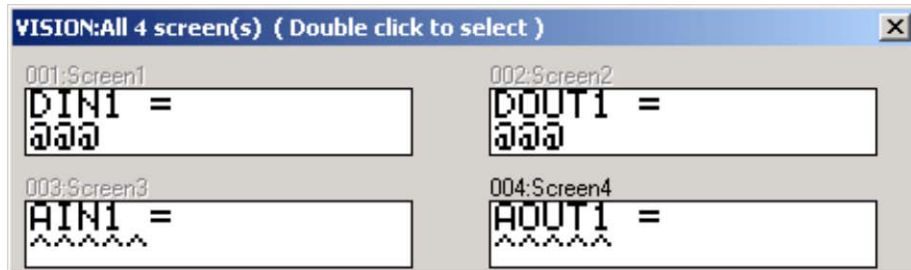 VISION:All 4 screen(s) ( Double click to select )
001:Screen1
DIN1 =
@@@
002:Screen2
DOUT1 =
@@@
003:Screen3
AIN1 =
^^^^^
004:Screen4
AOUT1 =
^^^^^